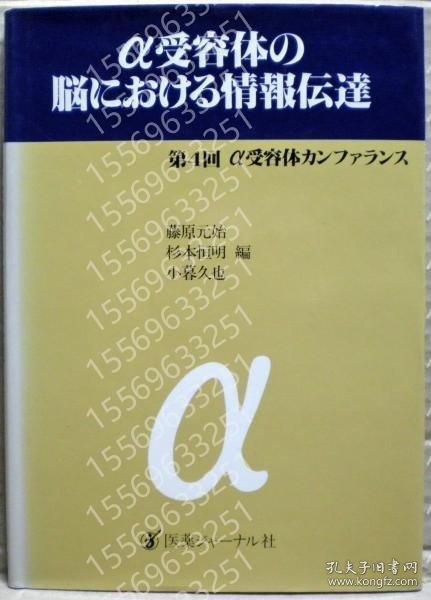 α受容体の
脳における情報伝達
第4回 α受容体カンファランス
藤原元始
杉本恒明 編
小暮久也
α
医薬ジャーナル社
15569633251
孔夫子旧书网
www.kongfz.com